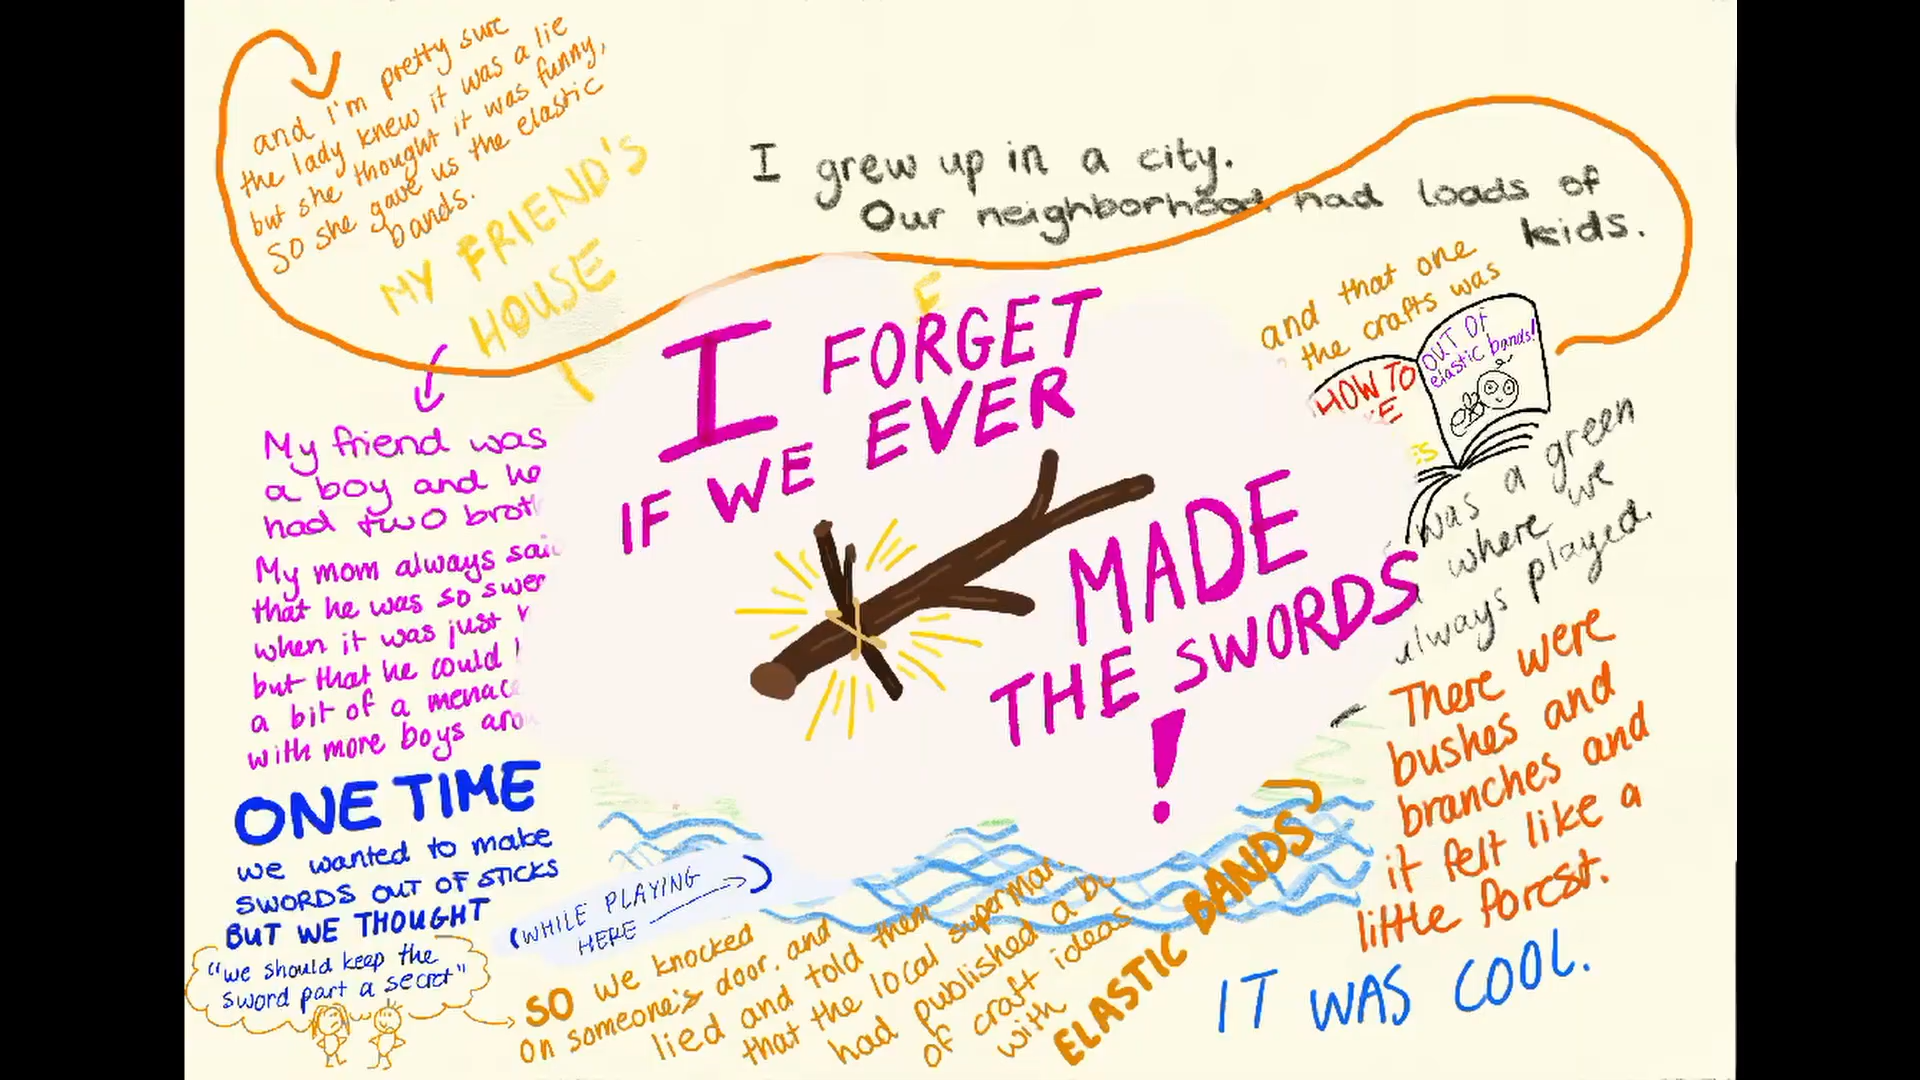 I grew up in a city.
Our neighborhood had loads of
kids.
was a green
where we
always played.
There were
bushes and
branches and
it felt like a
little forest.
IT WAS COOL.
MY FRIEND'S
HOUSE
My friend was
a boy and he
had two
My mom always said
that he was so
when it was just
but that he could
a bit of a menace
with more boys
ONE TIME
we wanted to make
SWORDS OUT OF STICKS
BUT WE THOUGHT
"we should keep the
sword part a secret"
(WHILE PLAYING
HERE )
SO we knocked
on someone's door. and
lied and told them
that the local
had published a
of craft ideas
with
ELASTIC BANDS
and that one
the crafts was
HOW TO
OUT OF
elastic bands!
and I'm pretty sure
the lady knew it was a lie
but she thought it was funny,
so she gave us the elastic
bands.
I FORGET
IF WE EVER
MADE
THE SWORDS
!